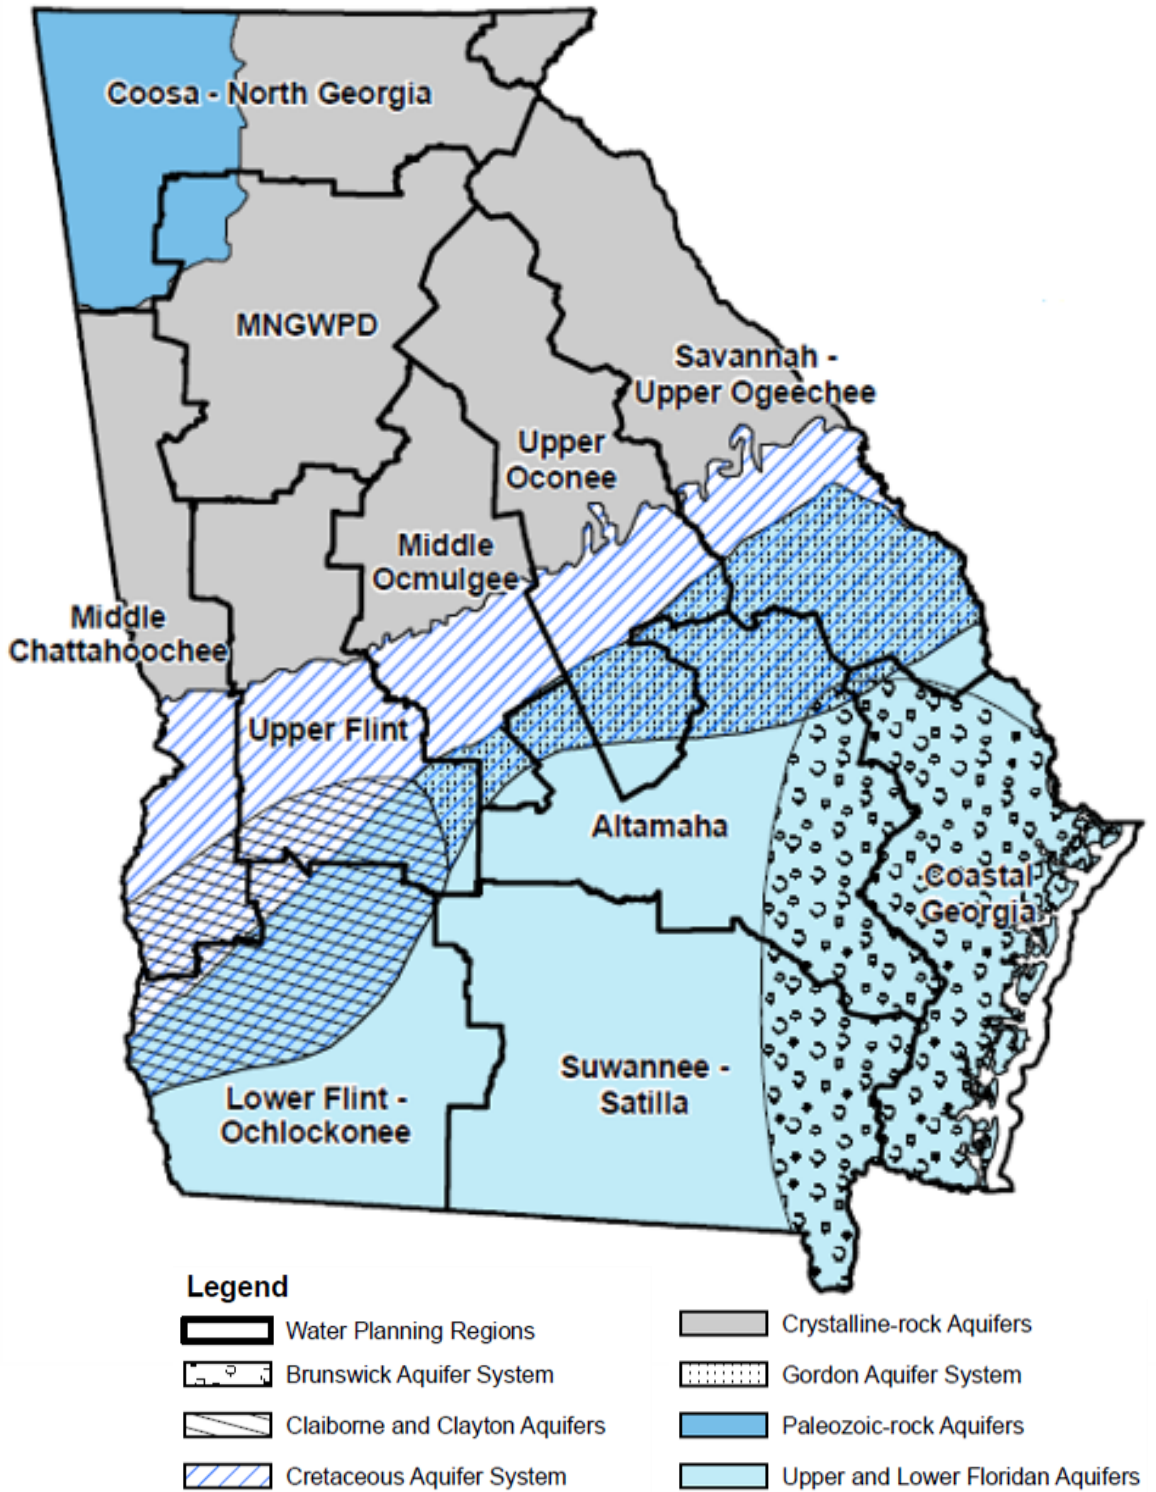 Coosa - North Georgia
MNGWPD
Savannah -
Upper Ogeechee
Upper
Oconee
Middle
Ocmulgee
Middle
Chattahoochee
Upper Flint
Altamaha
Coastal
Georgia
Suwannee -
Satilla
Lower Flint -
Ochlockonee
Legend
Water Planning Regions
Brunswick Aquifer System
Claiborne and Clayton Aquifers
Cretaceous Aquifer System
Crystalline-rock Aquifers
Gordon Aquifer System
Paleozoic-rock Aquifers
Upper and Lower Floridan Aquifers